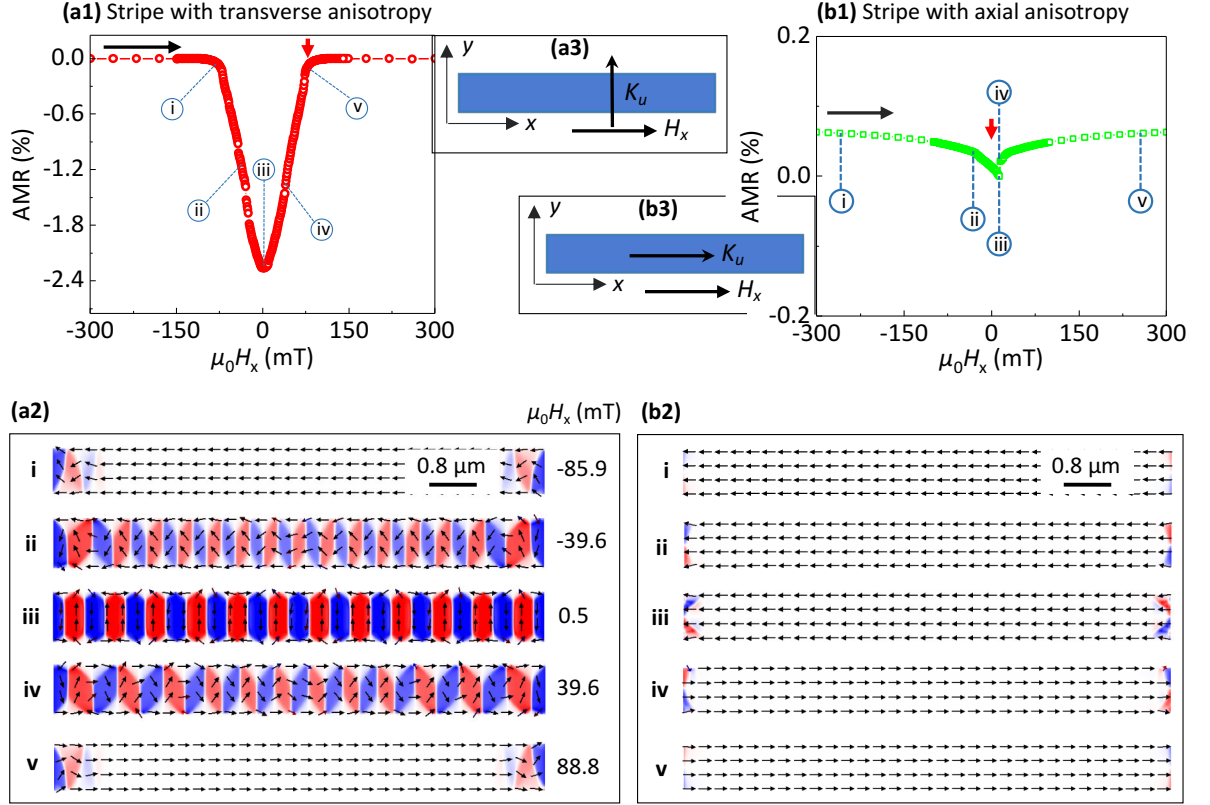 (a1) Stripe with transverse anisotropy
0.0
-0.6
-1.2
-1.8
-2.4
AMR (%)
i
ii
iii
iv
v
-300 -150 0 150 300
μ0Hx (mT)
(a3)
y
x
Ku
Hx
(b3)
y
x
Ku
Hx
(b1) Stripe with axial anisotropy
0.2
0.0
-0.2
AMR (%)
i
ii
iii
iv
v
-300 -150 0 150 300
μ0Hx (mT)
(a2)
μ0Hx (mT)
i 0.8 μm -85.9
ii -39.6
iii 0.5
iv 39.6
v 88.8
(b2)
i 0.8 μm
ii
iii
iv
v